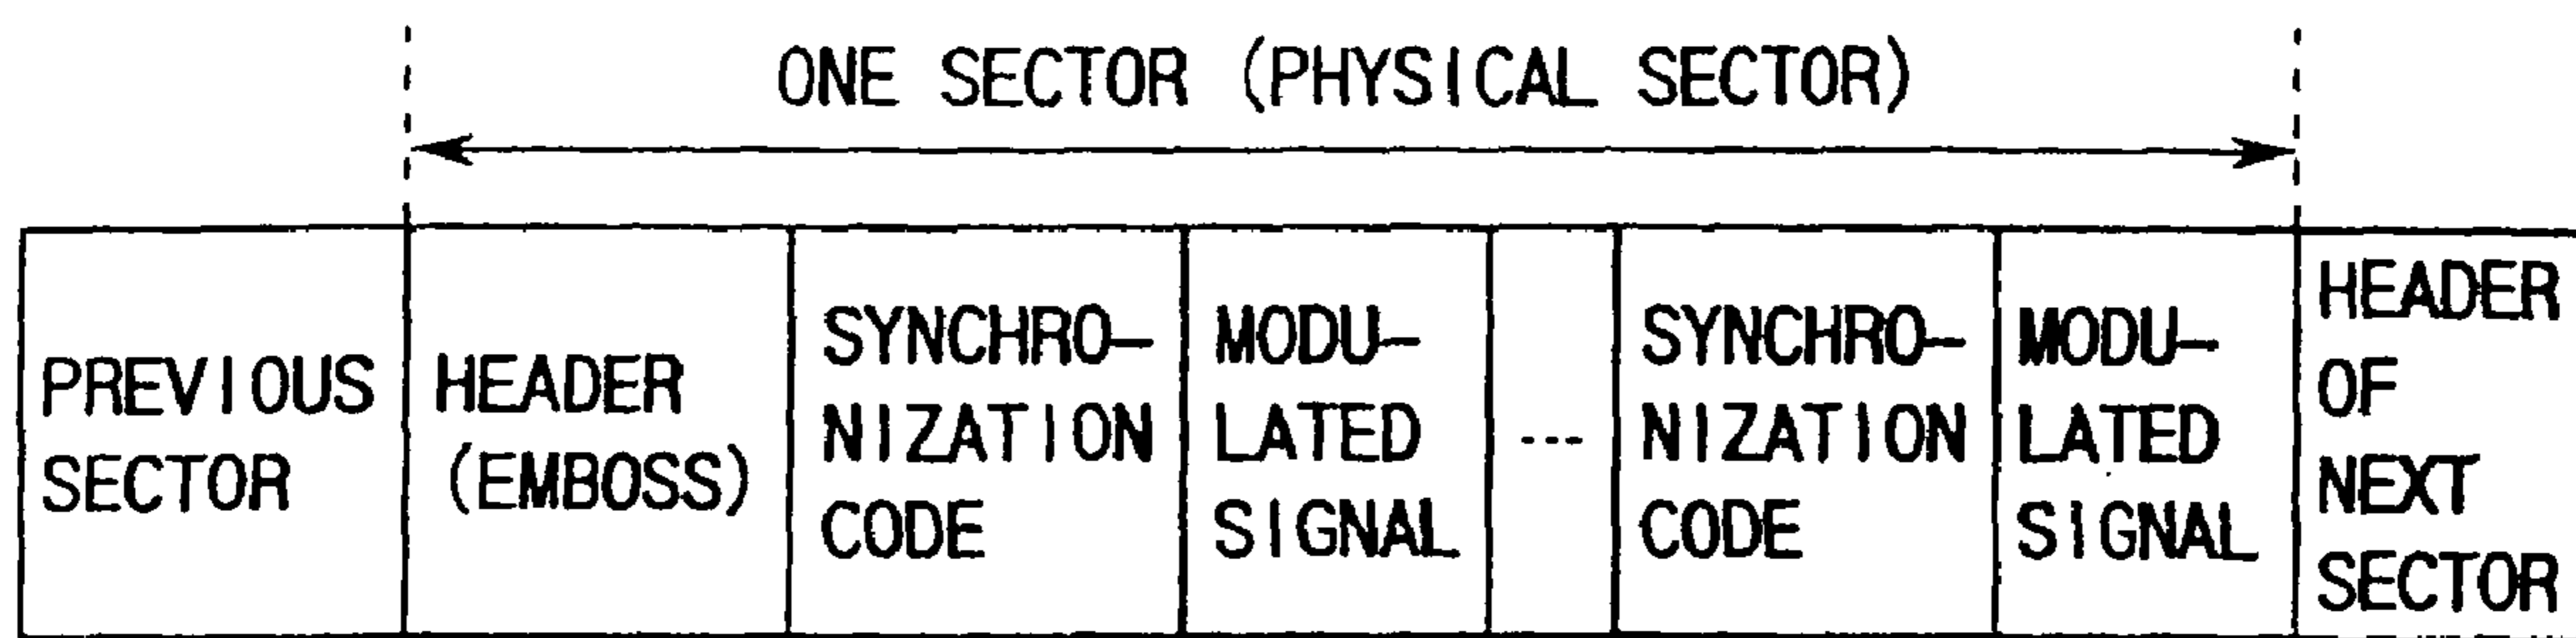 ONE SECTOR (PHYSICAL SECTOR)
PREVIOUS
SECTOR
HEADER
(EMBOSS)
SYNCHRO-
NIZATION
CODE
MODU-
LATED
SIGNAL
---
SYNCHRO-
NIZATION
CODE
MODU-
LATED
SIGNAL
HEADER
OF
NEXT
SECTOR